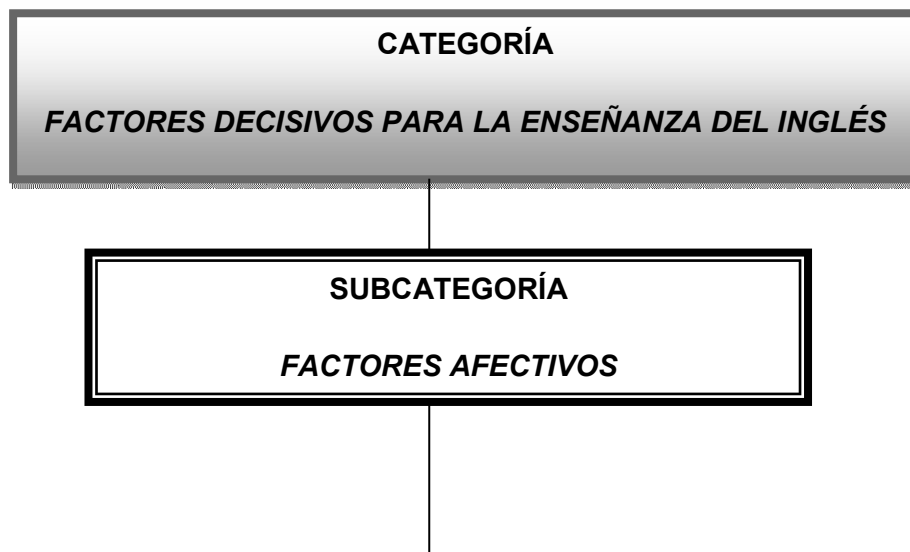 CATEGORÍA
FACTORES DECISIVOS PARA LA ENSEÑANZA DEL INGLÉS
SUBCATEGORÍA
FACTORES AFECTIVOS